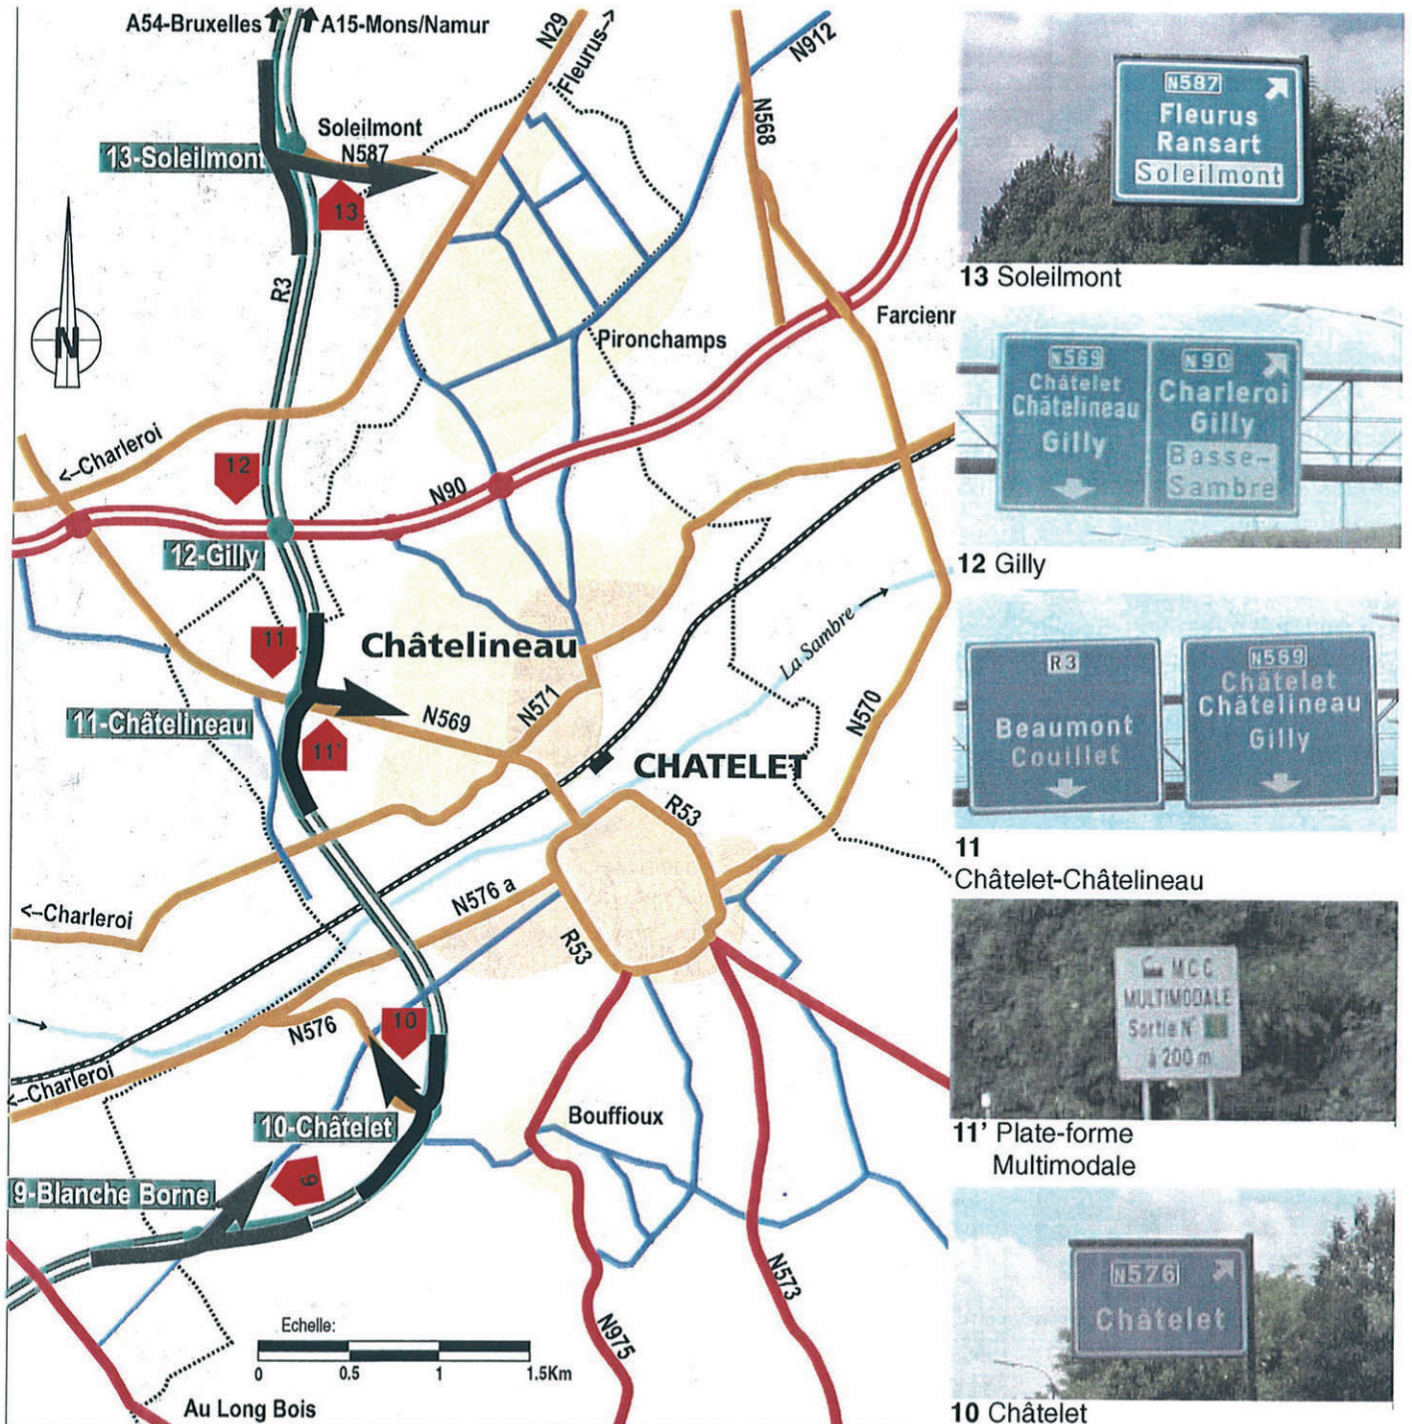 A54-Bruxelles
A15-Mons/Namur
N29
Fleurus
N912
N568
Soleilmont
N587
13-Soleilmont
13
R3
N
Pironchamps
Farcienn
Charleroi
12
N90
12-Gilly
11
Châtelineau
La Sambre
11-Châtelineau
N569
N571
N570
11'
CHATELET
R53
Charleroi
N576 a
R53
N576
10
Charleroi
Bouffioux
10-Châtelet
9
9-Blanche Borne
N573
N975
Echelle:
0 0.5 1 1.5Km
Au Long Bois
N587
Fleurus
Ransart
Soleilmont
13 Soleilmont
N569
Châtelet
Châtelineau
Gilly
N90
Charleroi
Gilly
Basse-
Sambre
12 Gilly
R3
Beaumont
Couillet
N569
Châtelet
Châtelineau
Gilly
11
Châtelet-Châtelineau
M.C.C
MULTIMODALE
Sortie N°
à 200 m
11' Plate-forme
Multimodale
N576
Châtelet
10 Châtelet